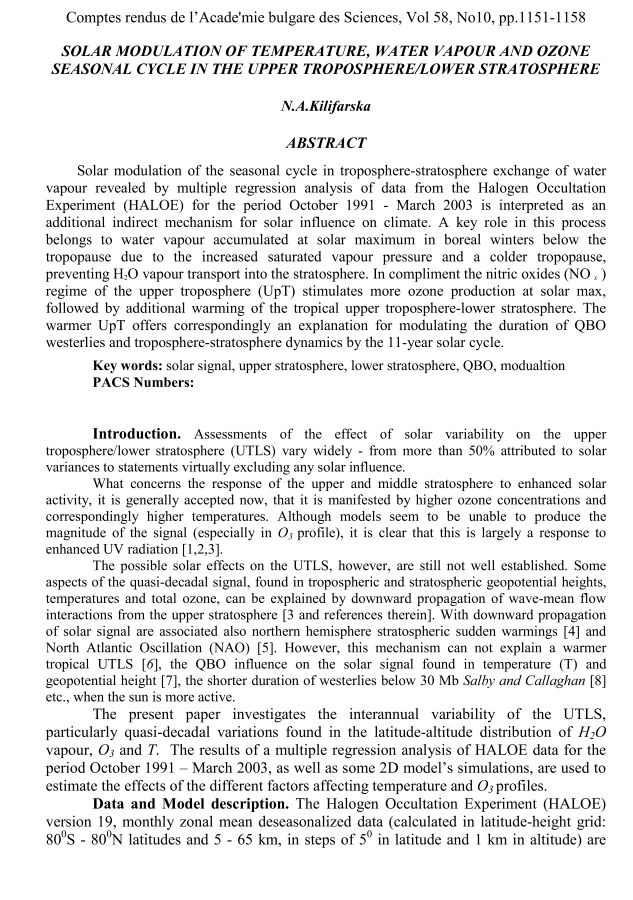 Comptes rendus de l'Acade'mie bulgare des Sciences, Vol 58, No10, pp.1151-1158
SOLAR MODULATION OF TEMPERATURE, WATER VAPOUR AND OZONE
SEASONAL CYCLE IN THE UPPER TROPOSPHERE/LOWER STRATOSPHERE
N.A.Kilifarska
ABSTRACT
Solar modulation of the seasonal cycle in troposphere-stratosphere exchange of water
vapour revealed by multiple regression analysis of data from the Halogen Occultation
Experiment (HALOE) for the period October 1991 - March 2003 is interpreted as an
additional indirect mechanism for solar influence on climate. A key role in this process
belongs to water vapour accumulated at solar maximum in boreal winters below the
tropopause due to the increased saturated vapour pressure and a colder tropopause,
preventing H2O vapour transport into the stratosphere. In compliment the nitric oxides (NO x )
regime of the upper troposphere (UpT) stimulates more ozone production at solar max,
followed by additional warming of the tropical upper troposphere-lower stratosphere. The
warmer UpT offers correspondingly an explanation for modulating the duration of QBO
westerlies and troposphere-stratosphere dynamics by the 11-year solar cycle.
Key words: solar signal, upper stratosphere, lower stratosphere, QBO, modualtion
PACS Numbers:
Introduction. Assessments of the effect of solar variability on the upper
troposphere/lower stratosphere (UTLS) vary widely - from more than 50% attributed to solar
variances to statements virtually excluding any solar influence.
What concerns the response of the upper and middle stratosphere to enhanced solar
activity, it is generally accepted now, that it is manifested by higher ozone concentrations and
correspondingly higher temperatures. Although models seem to be unable to produce the
magnitude of the signal (especially in O3 profile), it is clear that this is largely a response to
enhanced UV radiation [1,2,3].
The possible solar effects on the UTLS, however, are still not well established. Some
aspects of the quasi-decadal signal, found in tropospheric and stratospheric geopotential heights,
temperatures and total ozone, can be explained by downward propagation of wave-mean flow
interactions from the upper stratosphere [3 and references therein]. With downward propagation
of solar signal are associated also northern hemisphere stratospheric sudden warmings [4] and
North Atlantic Oscillation (NAO) [5]. However, this mechanism can not explain a warmer
tropical UTLS [6], the QBO influence on the solar signal found in temperature (T) and
geopotential height [7], the shorter duration of westerlies below 30 Mb Salby and Callaghan [8]
etc., when the sun is more active.
The present paper investigates the interannual variability of the UTLS,
particularly quasi-decadal variations found in the latitude-altitude distribution of H2O
vapour, O3 and T. The results of a multiple regression analysis of HALOE data for the
period October 1991 – March 2003, as well as some 2D model's simulations, are used to
estimate the effects of the different factors affecting temperature and O3 profiles.
Data and Model description. The Halogen Occultation Experiment (HALOE)
version 19, monthly zonal mean deseasonalized data (calculated in latitude-height grid:
80⁰S - 80⁰N latitudes and 5 - 65 km, in steps of 5⁰ in latitude and 1 km in altitude) are